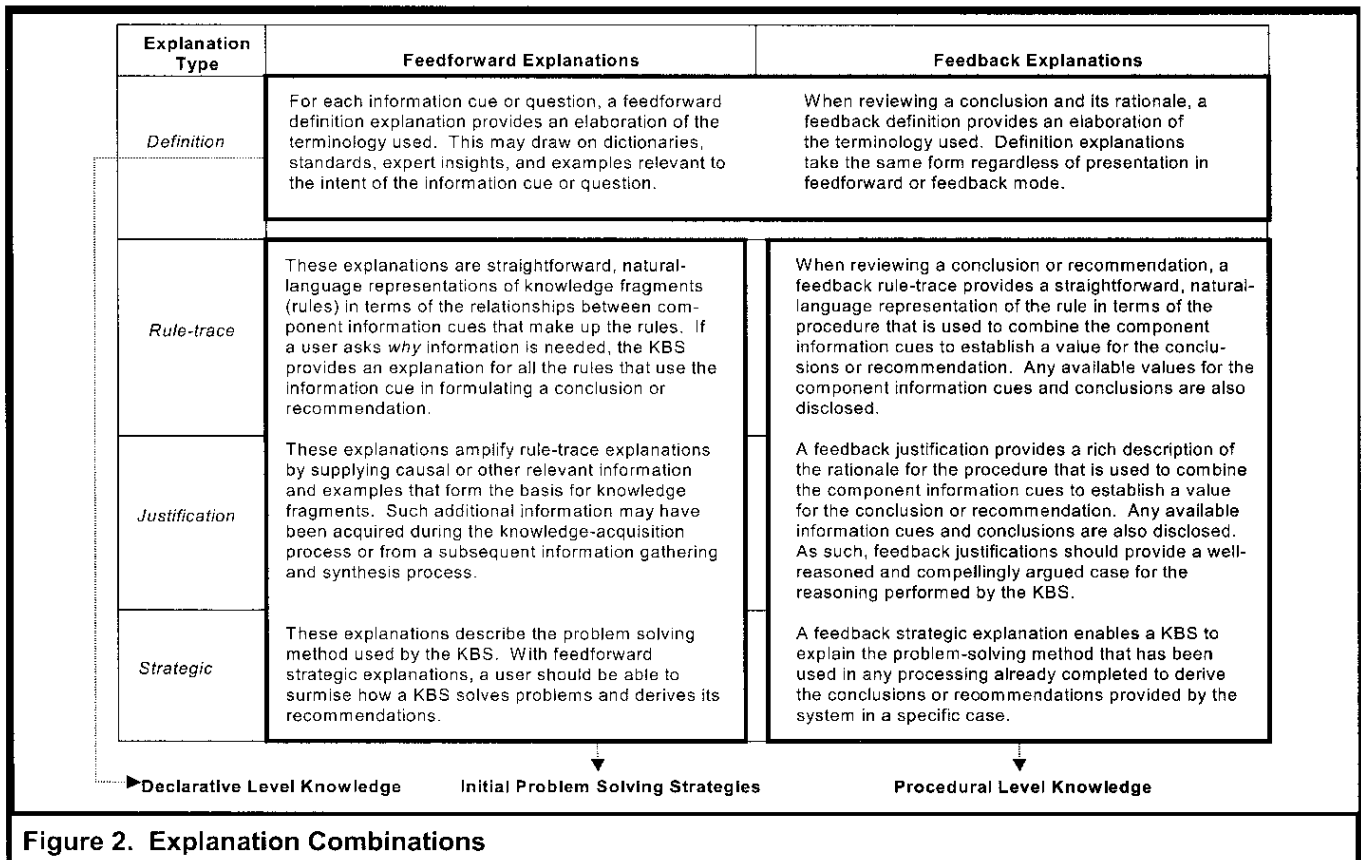 Explanation
Type
Feedforward Explanations
Feedback Explanations
Definition
For each information cue or question, a feedforward
definition explanation provides an elaboration of the
terminology used. This may draw on dictionaries,
standards, expert insights, and examples relevant to
the intent of the information cue or question.
When reviewing a conclusion and its rationale, a
feedback definition provides an elaboration of
the terminology used. Definition explanations
take the same form regardless of presentation in
feedforward or feedback mode.
Rule-trace
These explanations are straightforward, natural-
language representations of knowledge fragments
(rules) in terms of the relationships between com-
ponent information cues that make up the rules. If
a user asks why information is needed, the KBS
provides an explanation for all the rules that use the
information cue in formulating a conclusion or
recommendation.
When reviewing a conclusion or recommendation, a
feedback rule-trace provides a straightforward, natural-
language representation of the rule in terms of the
procedure that is used to combine the component
information cues to establish a value for the conclu-
sions or recommendation. Any available values for the
component information cues and conclusions are also
disclosed.
Justification
These explanations amplify rule-trace explanations
by supplying causal or other relevant information
and examples that form the basis for knowledge
fragments. Such additional information may have
been acquired during the knowledge-acquisition
process or from a subsequent information gathering
and synthesis process.
A feedback justification provides a rich description of
the rationale for the procedure that is used to combine
the component information cues to establish a value
for the conclusion or recommendation. Any available
information cues and conclusions are also disclosed.
As such, feedback justifications should provide a well-
reasoned and compellingly argued case for the
reasoning performed by the KBS.
Strategic
These explanations describe the problem solving
method used by the KBS. With feedforward
strategic explanations, a user should be able to
surmise how a KBS solves problems and derives its
recommendations.
A feedback strategic explanation enables a KBS to
explain the problem-solving method that has been
used in any processing already completed to derive
the conclusions or recommendations provided by the
system in a specific case.
Declarative Level Knowledge
Initial Problem Solving Strategies
Procedural Level Knowledge
Figure 2. Explanation Combinations